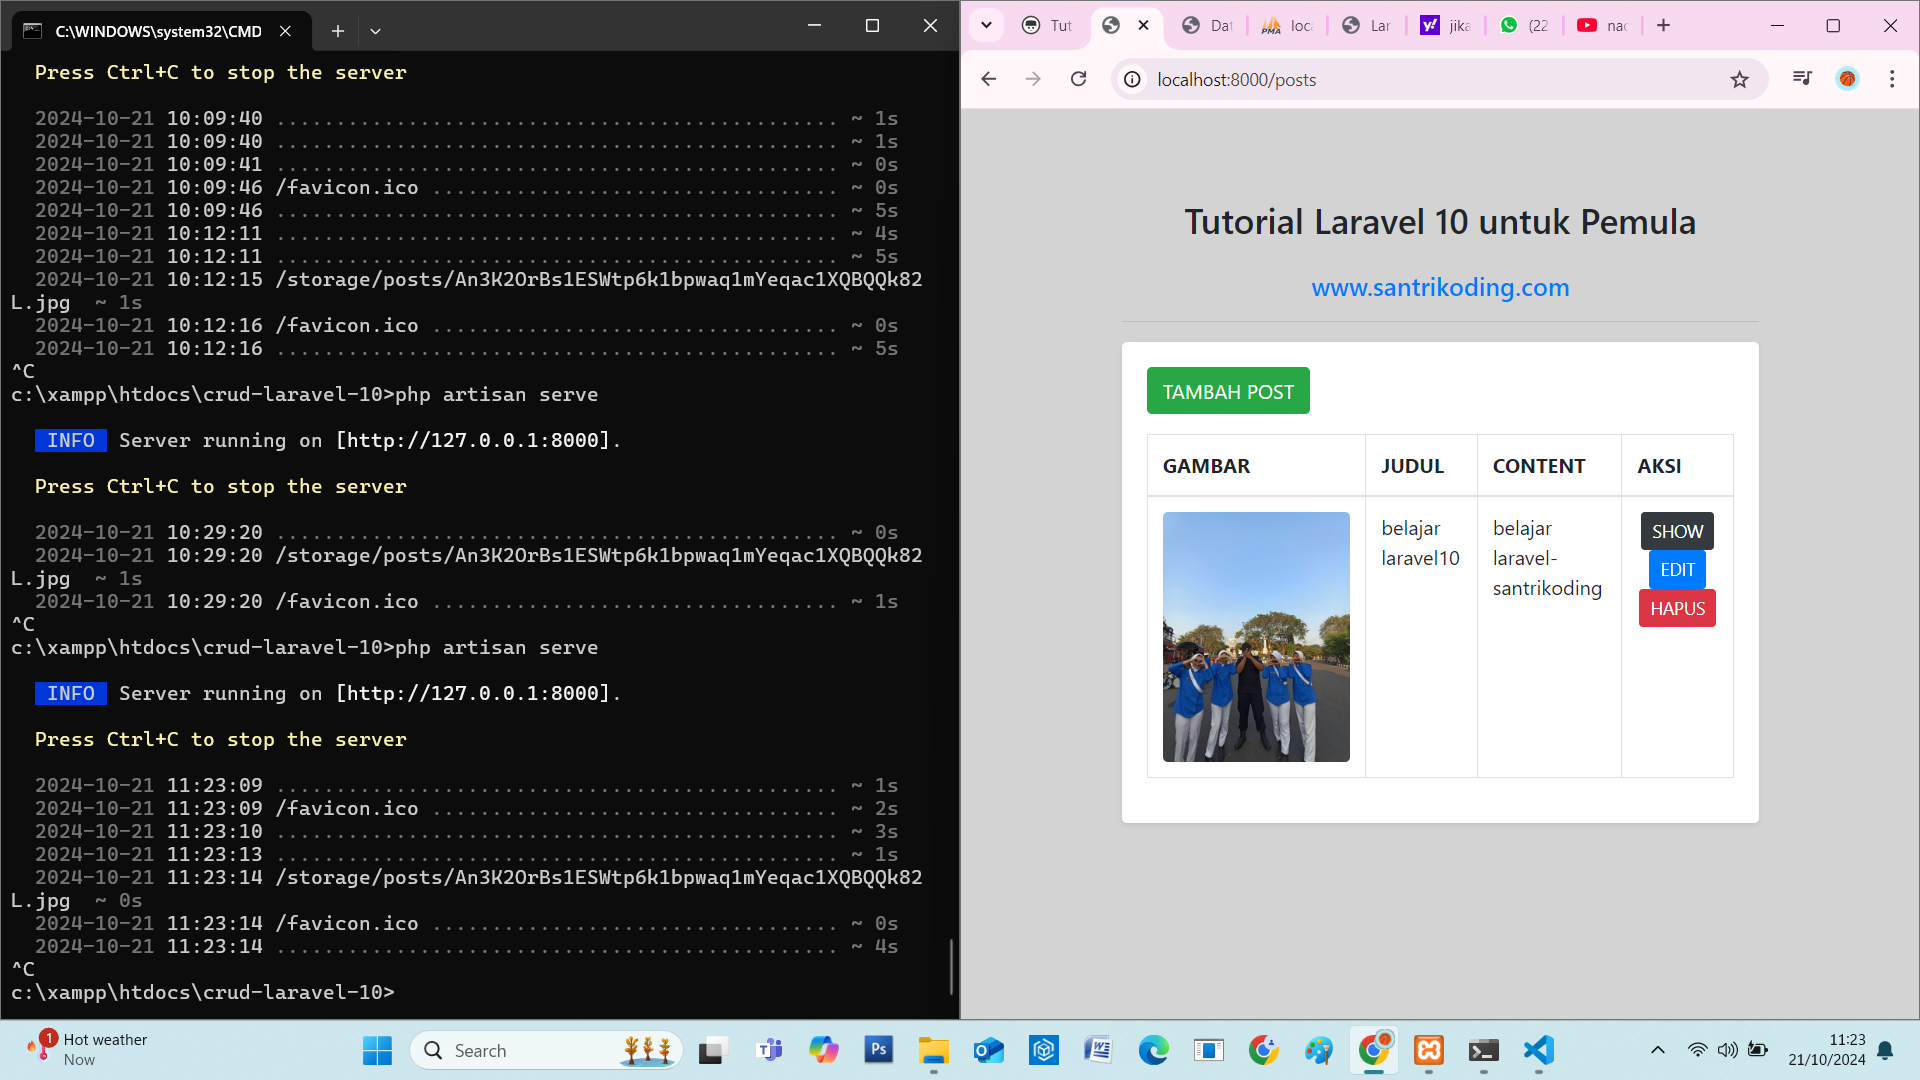 C:\WINDOWS\system32\CMD
Press Ctrl+C to stop the server
2024-10-21 10:09:40 ............................................... ~ 1s
2024-10-21 10:09:40 ............................................... ~ 1s
2024-10-21 10:09:41 ............................................... ~ 0s
2024-10-21 10:09:46 /favicon.ico .................................. ~ 0s
2024-10-21 10:09:46 ............................................... ~ 5s
2024-10-21 10:12:11 ............................................... ~ 4s
2024-10-21 10:12:11 ............................................... ~ 5s
2024-10-21 10:12:15 /storage/posts/An3K2OrBs1ESWtp6k1bpwaq1mYeqac1XQBQQk82
L.jpg ~ 1s
2024-10-21 10:12:16 /favicon.ico .................................. ~ 0s
2024-10-21 10:12:16 ............................................... ~ 5s
^C
c:\xampp\htdocs\crud-laravel-10>php artisan serve
INFO Server running on [http://127.0.0.1:8000].
Press Ctrl+C to stop the server
2024-10-21 10:29:20 ............................................... ~ 0s
2024-10-21 10:29:20 /storage/posts/An3K2OrBs1ESWtp6k1bpwaq1mYeqac1XQBQQk82
L.jpg ~ 1s
2024-10-21 10:29:20 /favicon.ico .................................. ~ 1s
^C
c:\xampp\htdocs\crud-laravel-10>php artisan serve
INFO Server running on [http://127.0.0.1:8000].
Press Ctrl+C to stop the server
2024-10-21 11:23:09 ............................................... ~ 1s
2024-10-21 11:23:09 /favicon.ico .................................. ~ 2s
2024-10-21 11:23:10 ............................................... ~ 3s
2024-10-21 11:23:13 ............................................... ~ 1s
2024-10-21 11:23:14 /storage/posts/An3K2OrBs1ESWtp6k1bpwaq1mYeqac1XQBQQk82
L.jpg ~ 0s
2024-10-21 11:23:14 /favicon.ico .................................. ~ 0s
2024-10-21 11:23:14 ............................................... ~ 4s
^C
c:\xampp\htdocs\crud-laravel-10>
Tut Dat PMA loca Lar y! jika (22 nac
localhost:8000/posts
Tutorial Laravel 10 untuk Pemula
www.santrikoding.com
TAMBAH POST
GAMBAR JUDUL CONTENT AKSI
belajar
laravel10
belajar
laravel-
santrikoding
SHOW
EDIT
HAPUS
1
Hot weather
Now
Search
Ps
11:23
21/10/2024